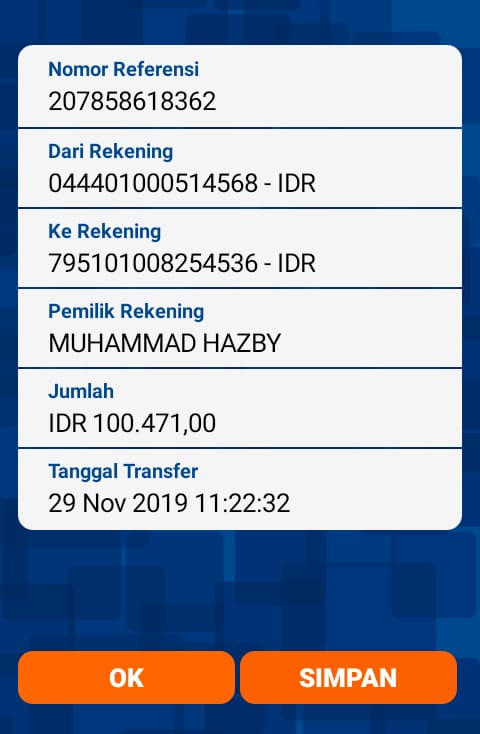 Nomor Referensi
207858618362
Dari Rekening
044401000514568 - IDR
Ke Rekening
795101008254536 - IDR
Pemilik Rekening
MUHAMMAD HAZBY
Jumlah
IDR 100.471,00
Tanggal Transfer
29 Nov 2019 11:22:32
OK
SIMPAN